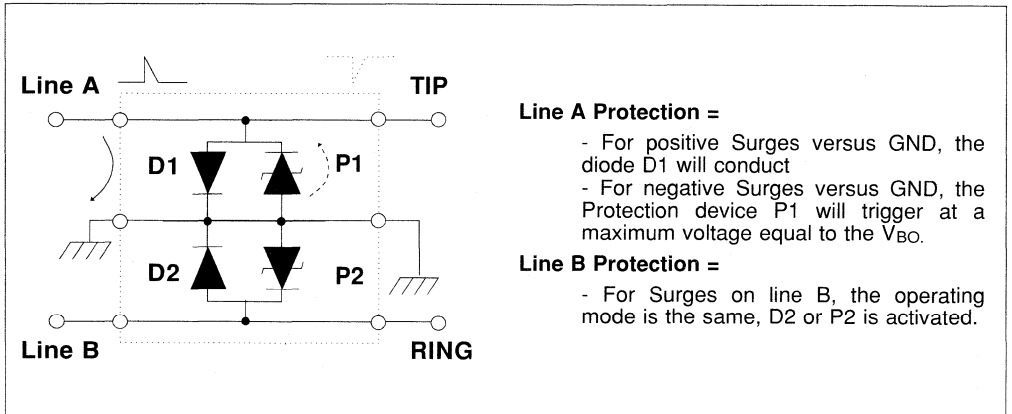 Line A
TIP
D1
P1
D2
P2
Line B
RING
Line A Protection =
- For positive Surges versus GND, the
diode D1 will conduct
- For negative Surges versus GND, the
Protection device P1 will trigger at a
maximum voltage equal to the VBO.
Line B Protection =
- For Surges on line B, the operating
mode is the same, D2 or P2 is activated.